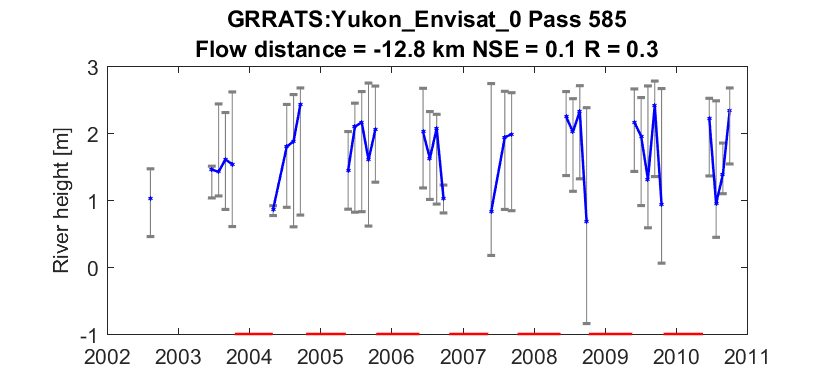 GRRATS:Yukon_Envisat_0 Pass 585
Flow distance = -12.8 km NSE = 0.1 R = 0.3
River height [m]
3
2
1
0
-1
2002 2003 2004 2005 2006 2007 2008 2009 2010 2011